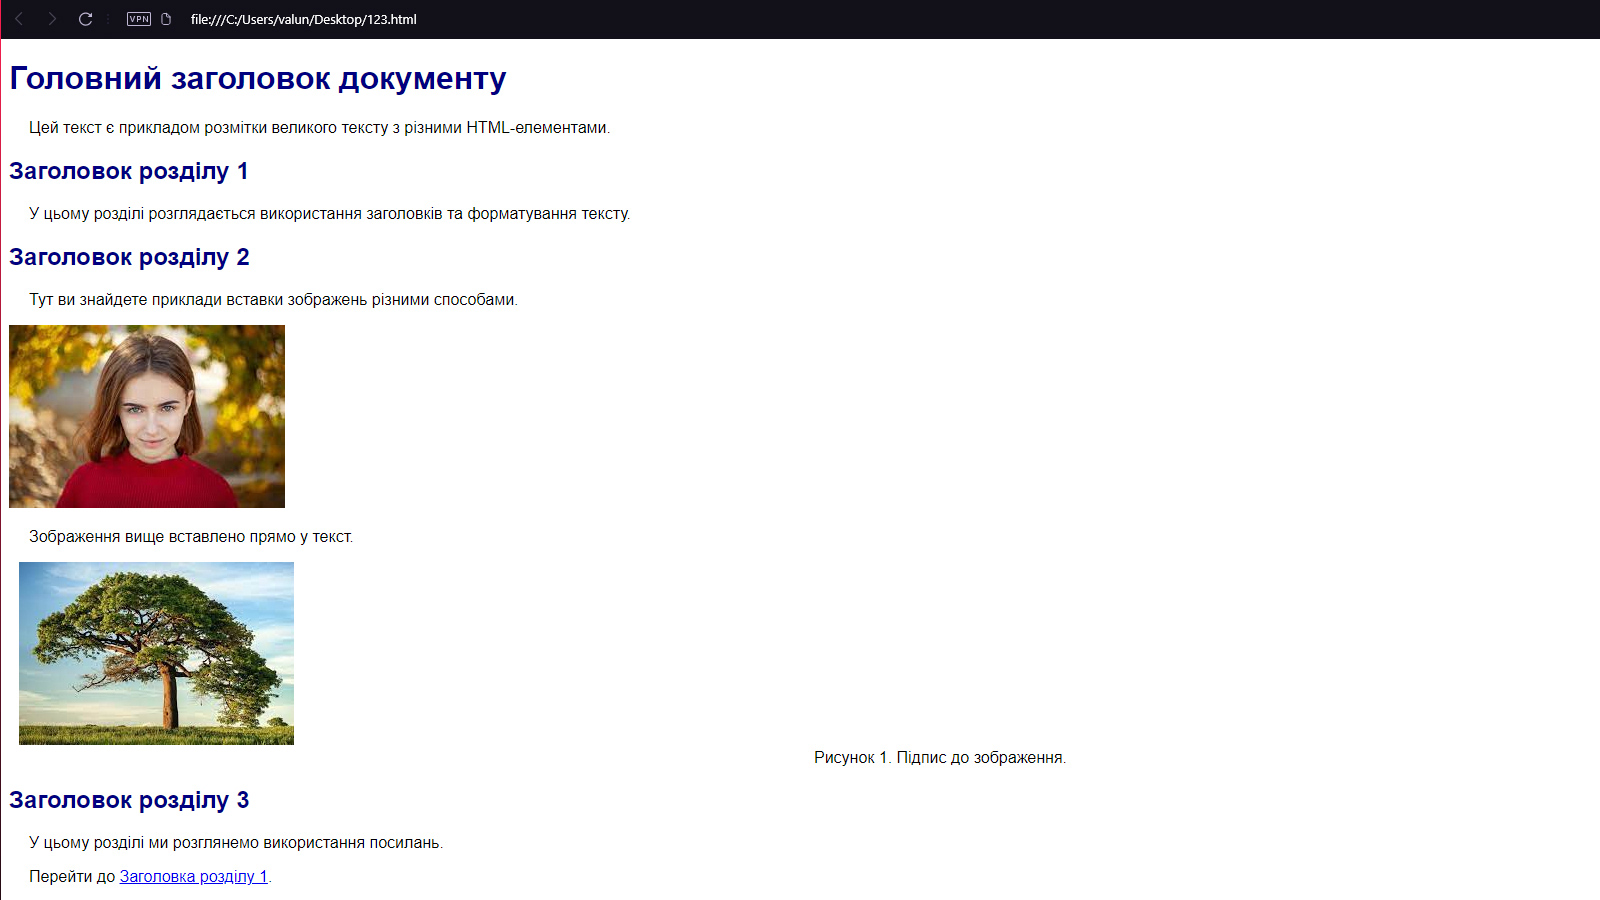 VPN file:///C:/Users/valun/Desktop/123.html
Головний заголовок документу
Цей текст є прикладом розмітки великого тексту з різними HTML-елементами.
Заголовок розділу 1
У цьому розділі розглядається використання заголовків та форматування тексту.
Заголовок розділу 2
Тут ви знайдете приклади вставки зображень різними способами.
Зображення вище вставлено прямо у текст.
Рисунок 1. Підпис до зображення.
Заголовок розділу 3
У цьому розділі ми розглянемо використання посилань.
Перейти до Заголовка розділу 1.